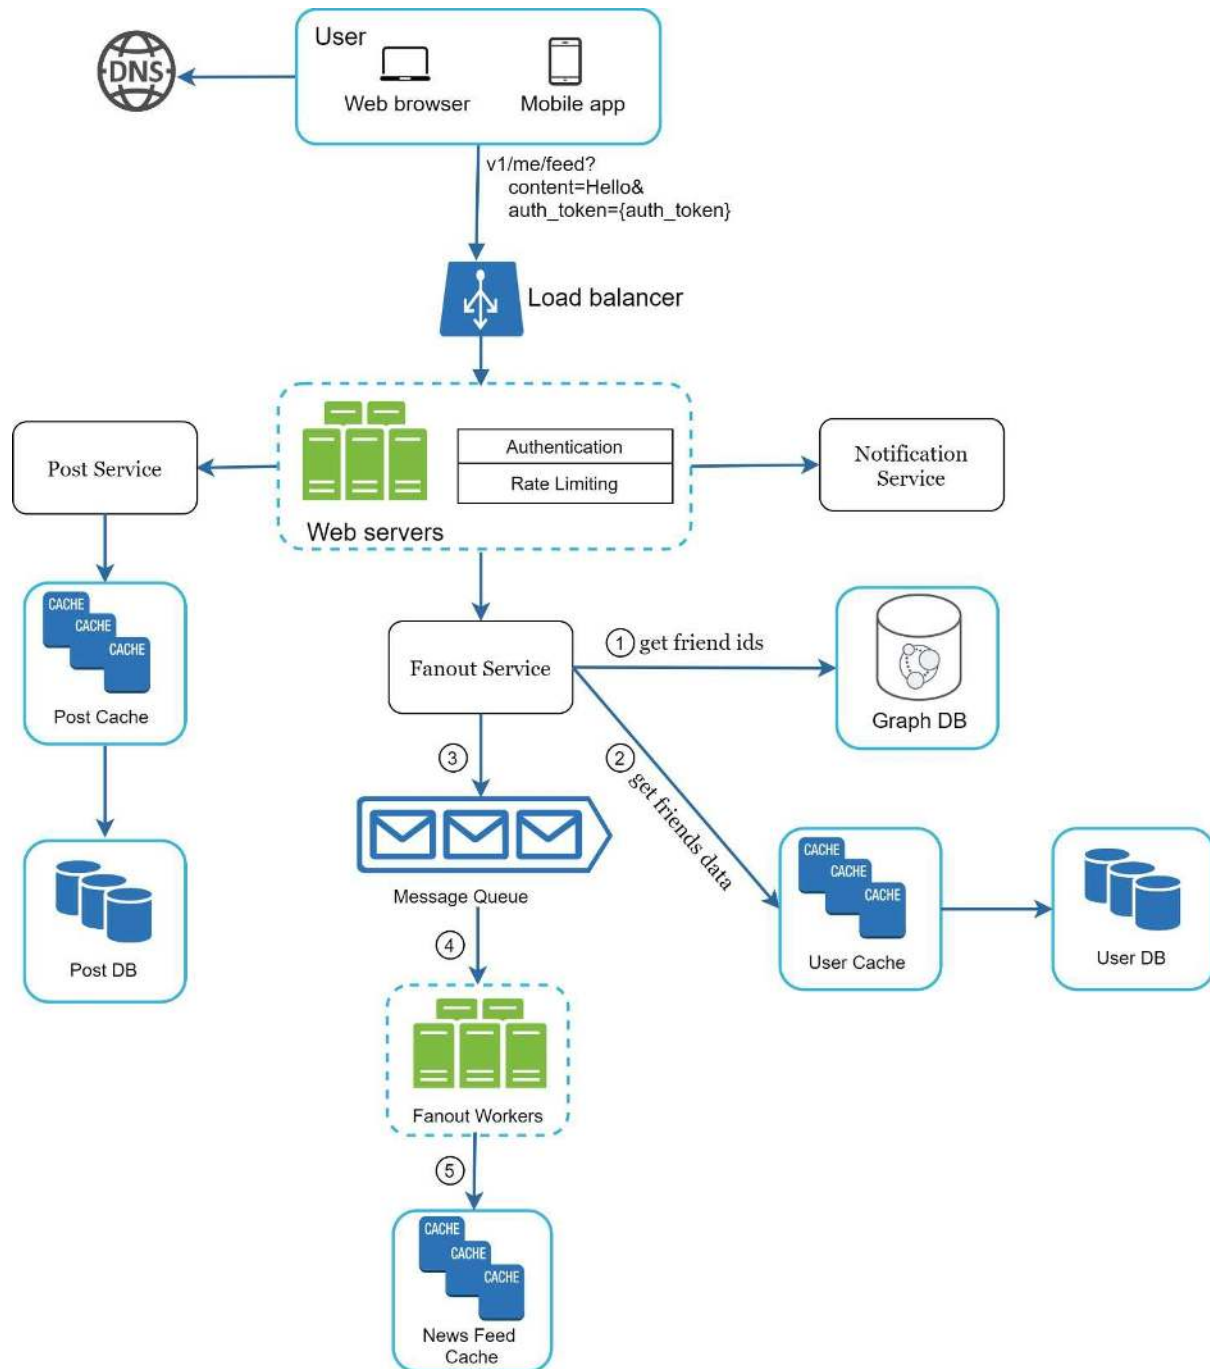 User
DNS
Web browser
Mobile app
v1/me/feed?
content=Hello&
auth_token={auth_token}
Load balancer
Authentication
Rate Limiting
Web servers
Post Service
Notification
Service
CACHE
CACHE
CACHE
Post Cache
Fanout Service
1 get friend ids
Graph DB
2 get friends data
3
Message Queue
Post DB
CACHE
CACHE
CACHE
User Cache
User DB
4
Fanout Workers
5
CACHE
CACHE
CACHE
News Feed
Cache